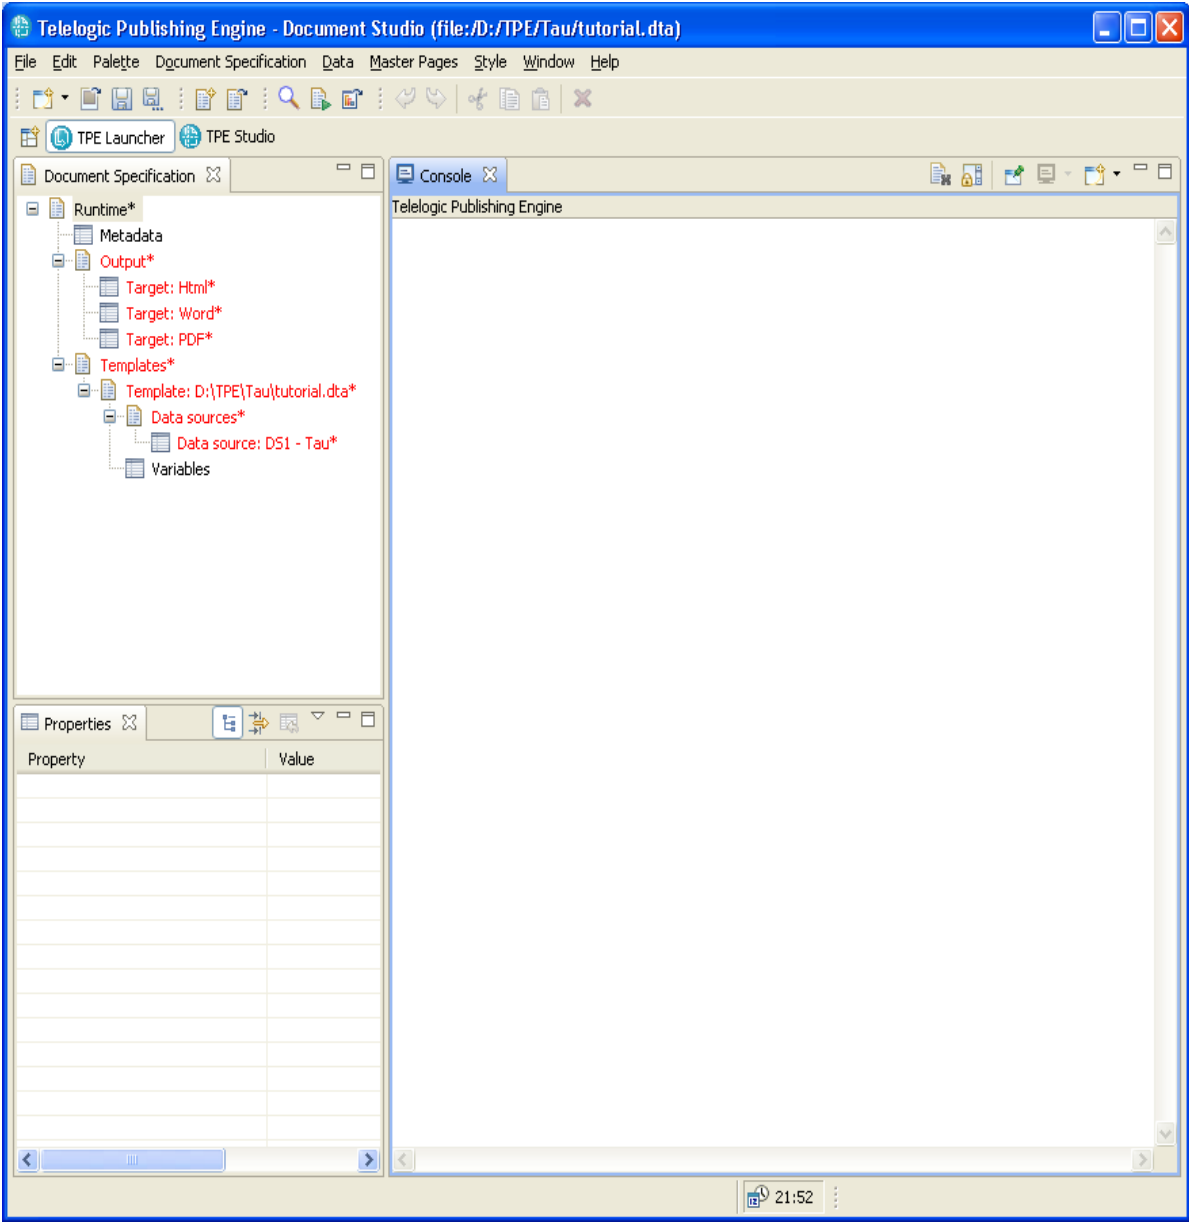 Telelogic Publishing Engine - Document Studio (file:/D:/TPE/Tau/tutorial.dta)
File Edit Palette Document Specification Data Master Pages Style Window Help
TPE Launcher TPE Studio
Document Specification
Runtime*
Metadata
Output*
Target: Html*
Target: Word*
Target: PDF*
Templates*
Template: D:\TPE\Tau\tutorial.dta*
Data sources*
Data source: DS1 - Tau*
Variables
Console
Telelogic Publishing Engine
Properties
Property Value
21:52